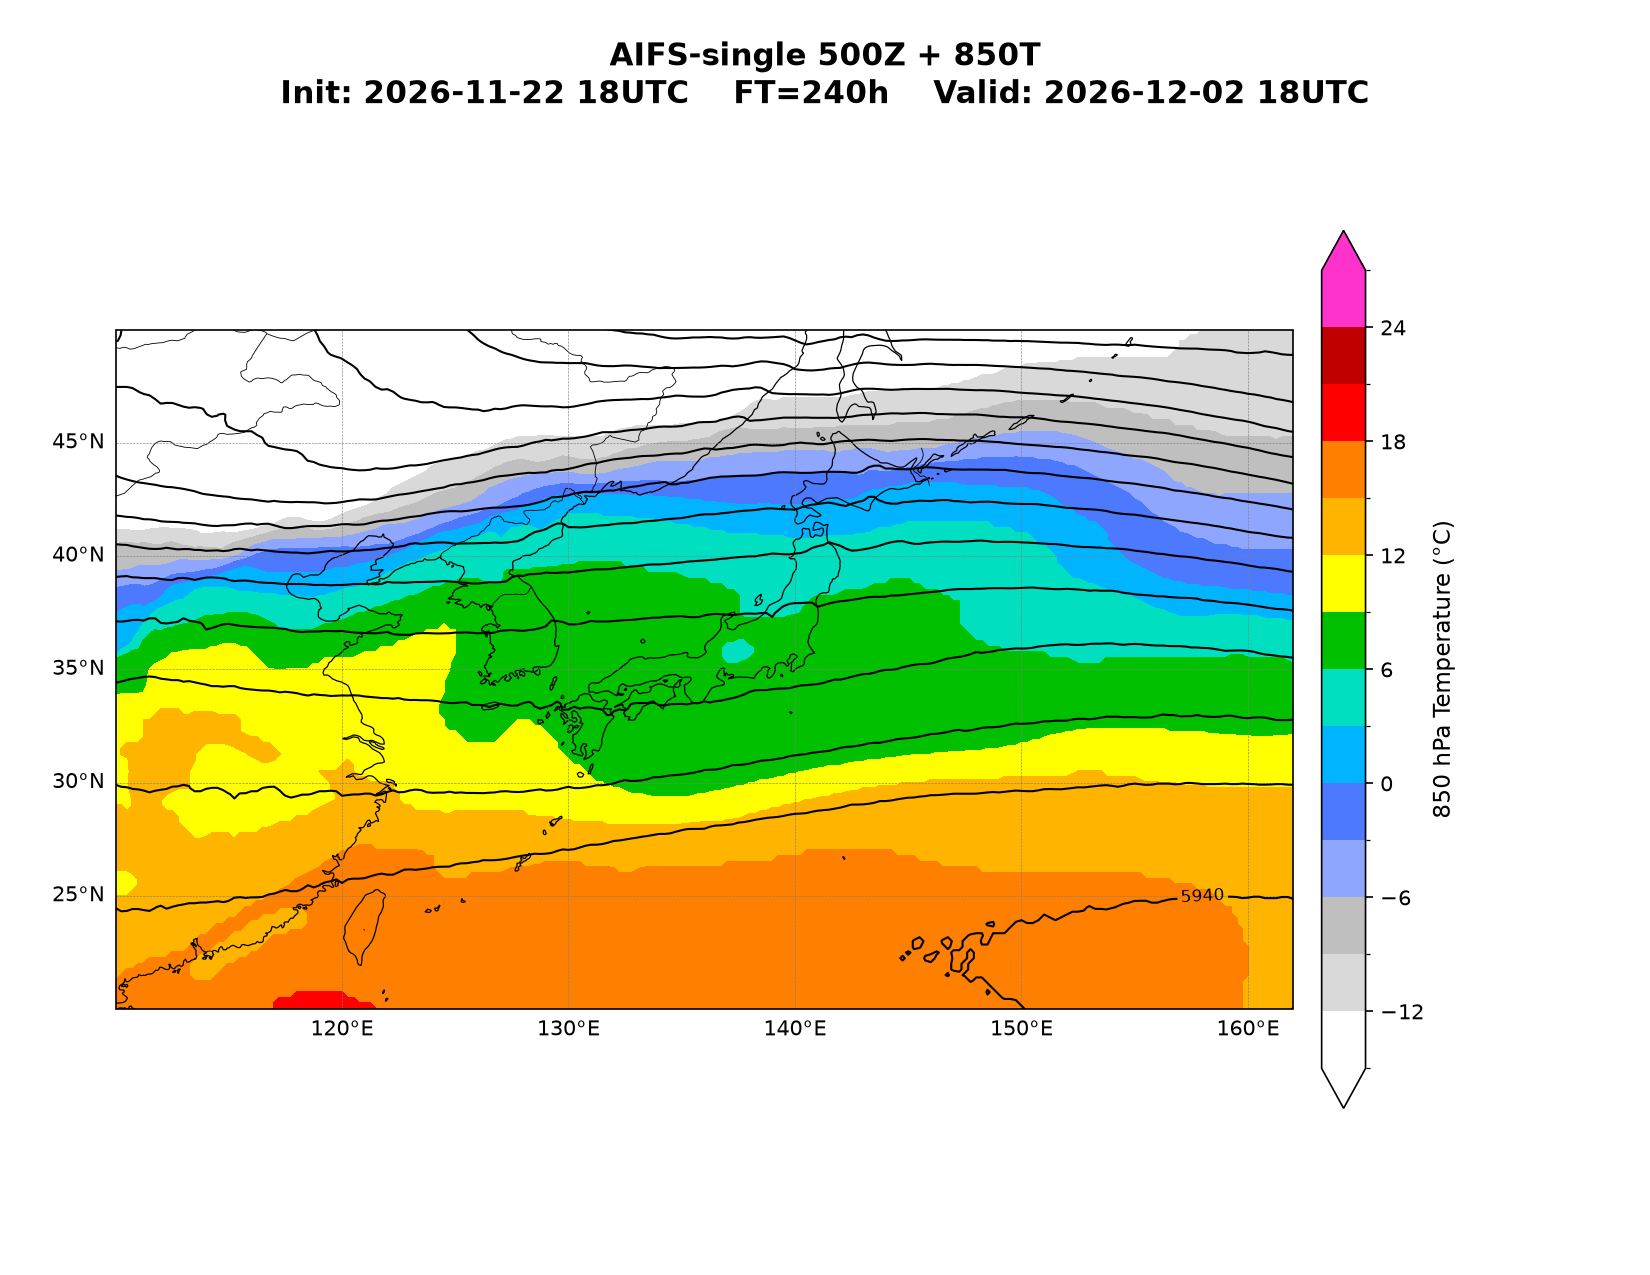 AIFS-single 500Z + 850T
Init: 2026-11-22 18UTC    FT=240h    Valid: 2026-12-02 18UTC
45°N
40°N
35°N
30°N
25°N
5940
120°E
130°E
140°E
150°E
160°E
24
18
12
6
0
−6
−12
850 hPa Temperature (°C)